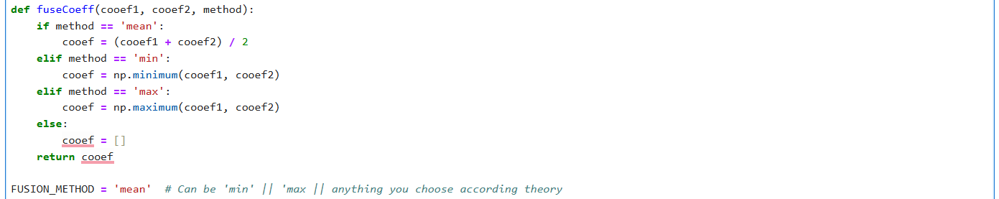 def fuseCoeff(cooef1, cooef2, method):
    if method == 'mean':
        cooef = (cooef1 + cooef2) / 2
    elif method == 'min':
        cooef = np.minimum(cooef1, cooef2)
    elif method == 'max':
        cooef = np.maximum(cooef1, cooef2)
    else:
        cooef = []
    return cooef
FUSION_METHOD = 'mean'  # Can be 'min' || 'max || anything you choose according theory